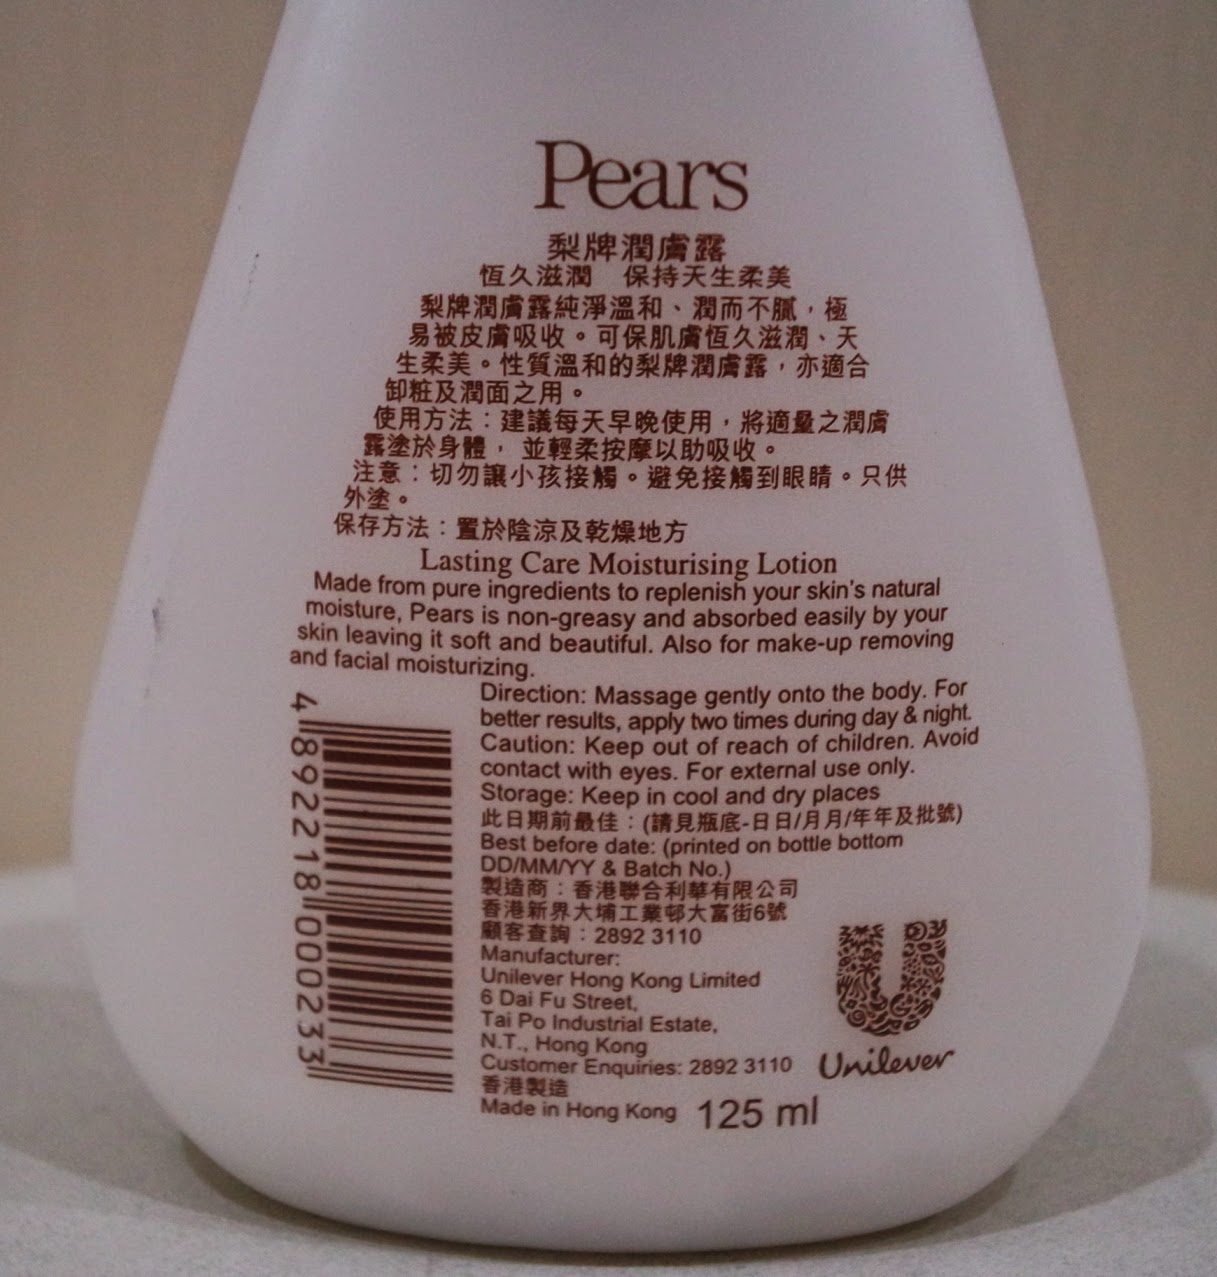 Pears
梨牌潤膚露
恆久滋潤 保持天生柔美
梨牌潤膚露純淨溫和、潤而不膩，極
易被皮膚吸收。可保肌膚恆久滋潤、天
生柔美。性質溫和的梨牌潤膚露，亦適合
卸粧及潤面之用。
使用方法：建議每天早晚使用，將適量之潤膚
露塗於身體， 並輕柔按摩以助吸收。
注意：切勿讓小孩接觸。避免接觸到眼睛。只供
外塗。
保存方法：置於陰涼及乾燥地方
Lasting Care Moisturising Lotion
Made from pure ingredients to replenish your skin's natural
moisture, Pears is non-greasy and absorbed easily by your
skin leaving it soft and beautiful. Also for make-up removing
and facial moisturizing.
4 892218 000233
Direction: Massage gently onto the body. For
better results, apply two times during day & night.
Caution: Keep out of reach of children. Avoid
contact with eyes. For external use only.
Storage: Keep in cool and dry places
此日期前最佳：(請見瓶底-日日/月月/年年及批號)
Best before date: (printed on bottle bottom
DD/MM/YY & Batch No.)
製造商：香港聯合利華有限公司
香港新界大埔工業邨大富街6號
顧客查詢：2892 3110
Manufacturer:
Unilever Hong Kong Limited
6 Dai Fu Street,
Tai Po Industrial Estate,
N.T., Hong Kong
Customer Enquiries: 2892 3110
香港製造
Made in Hong Kong 125 ml
Unilever